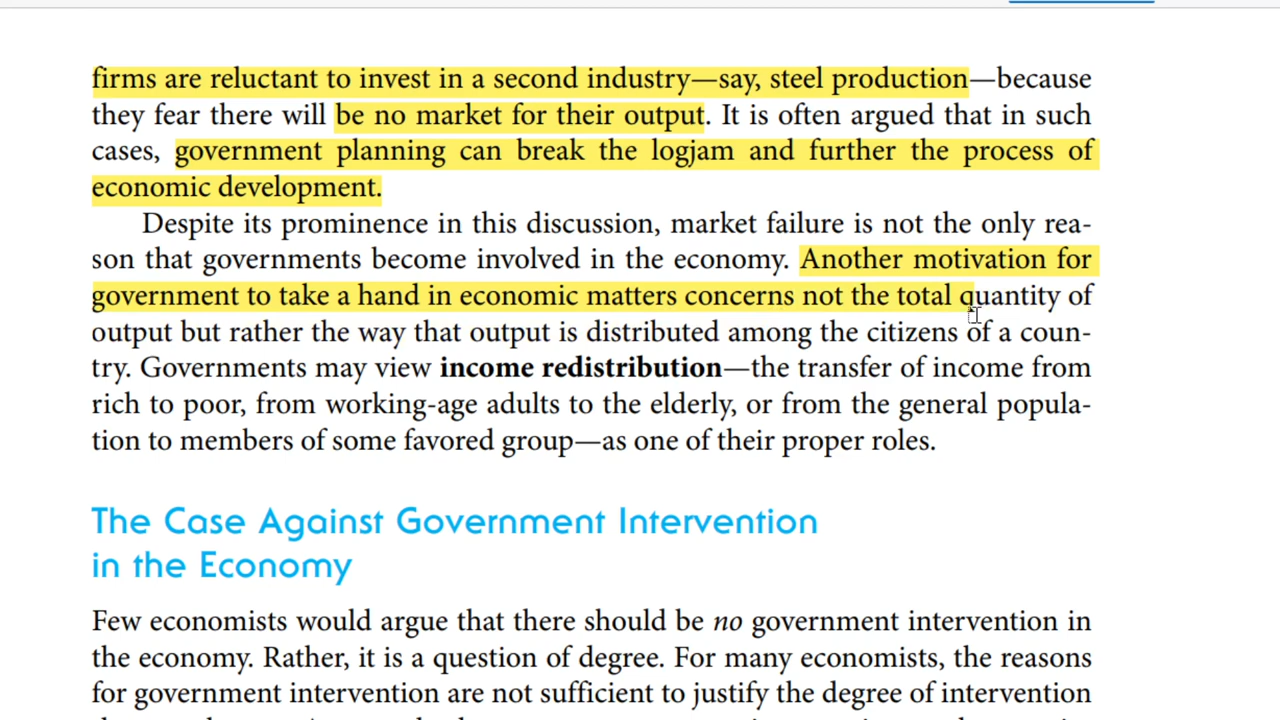 firms are reluctant to invest in a second industry—say, steel production—because
they fear there will be no market for their output. It is often argued that in such
cases, government planning can break the logjam and further the process of
economic development.
Despite its prominence in this discussion, market failure is not the only rea-
son that governments become involved in the economy. Another motivation for
government to take a hand in economic matters concerns not the total quantity of
output but rather the way that output is distributed among the citizens of a coun-
try. Governments may view income redistribution—the transfer of income from
rich to poor, from working-age adults to the elderly, or from the general popula-
tion to members of some favored group—as one of their proper roles.
The Case Against Government Intervention
in the Economy
Few economists would argue that there should be no government intervention in
the economy. Rather, it is a question of degree. For many economists, the reasons
for government intervention are not sufficient to justify the degree of intervention